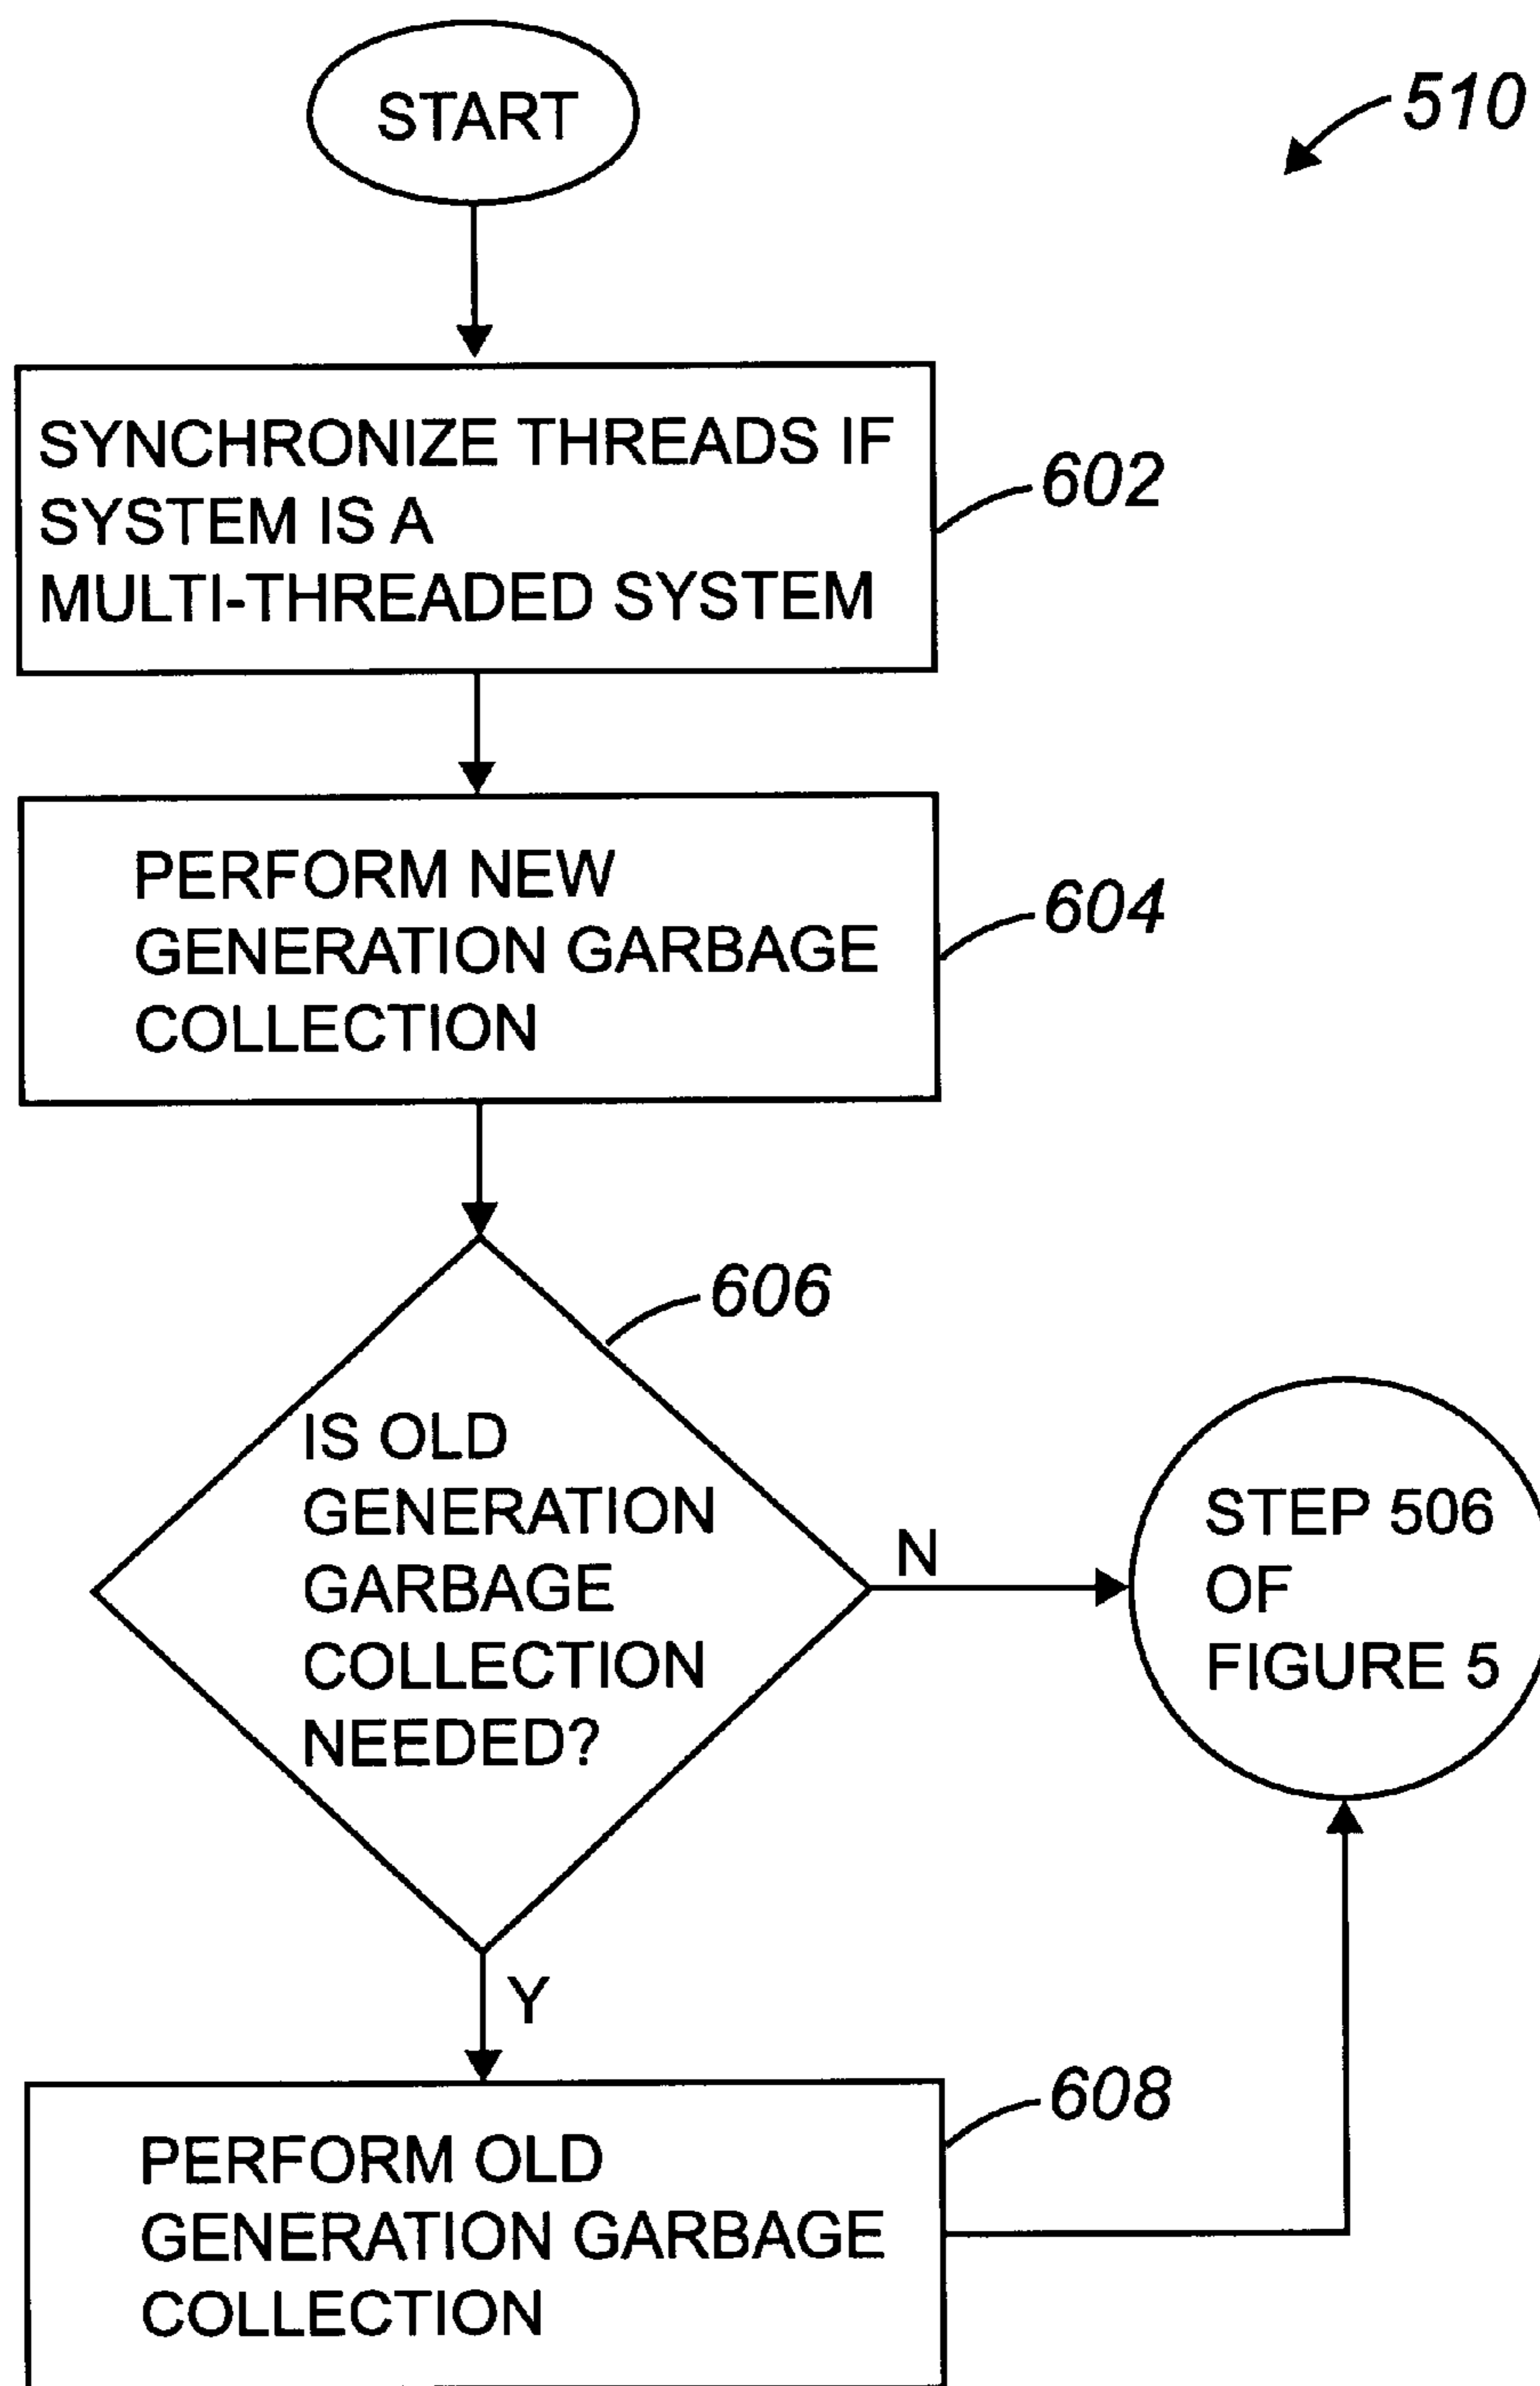 START
510
SYNCHRONIZE THREADS IF
SYSTEM IS A
MULTI-THREADED SYSTEM
602
PERFORM NEW
GENERATION GARBAGE
COLLECTION
604
606
IS OLD
GENERATION
GARBAGE
COLLECTION
NEEDED?
N
STEP 506
OF
FIGURE 5
Y
608
PERFORM OLD
GENERATION GARBAGE
COLLECTION